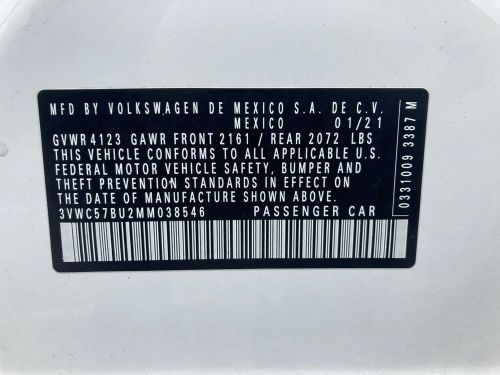 MFD BY VOLKSWAGEN DE MEXICO S.A. DE C.V.
MEXICO 01/21
GVWR 4123 GAWR FRONT 2161 / REAR 2072 LBS
THIS VEHICLE CONFORMS TO ALL APPLICABLE U.S.
FEDERAL MOTOR VEHICLE SAFETY, BUMPER AND
THEFT PREVENTION STANDARDS IN EFFECT ON
THE DATE OF MANUFACTURE SHOWN ABOVE.
3VWC57BU2MM038546 PASSENGER CAR
0331009 3387 M